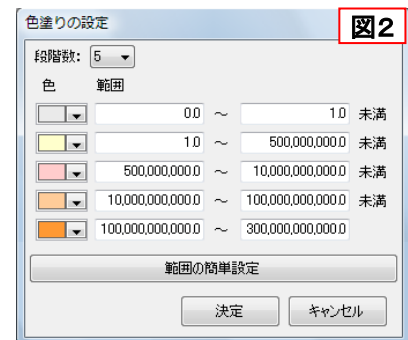 色塗りの設定
図2
段階数: 5
色 範囲
0.0 ～ 1.0 未満
1.0 ～ 500,000,000.0 未満
500,000,000.0 ～ 10,000,000,000.0 未満
10,000,000,000.0 ～ 100,000,000,000.0 未満
100,000,000,000.0 ～ 300,000,000,000.0
範囲の簡単設定
決定 キャンセル